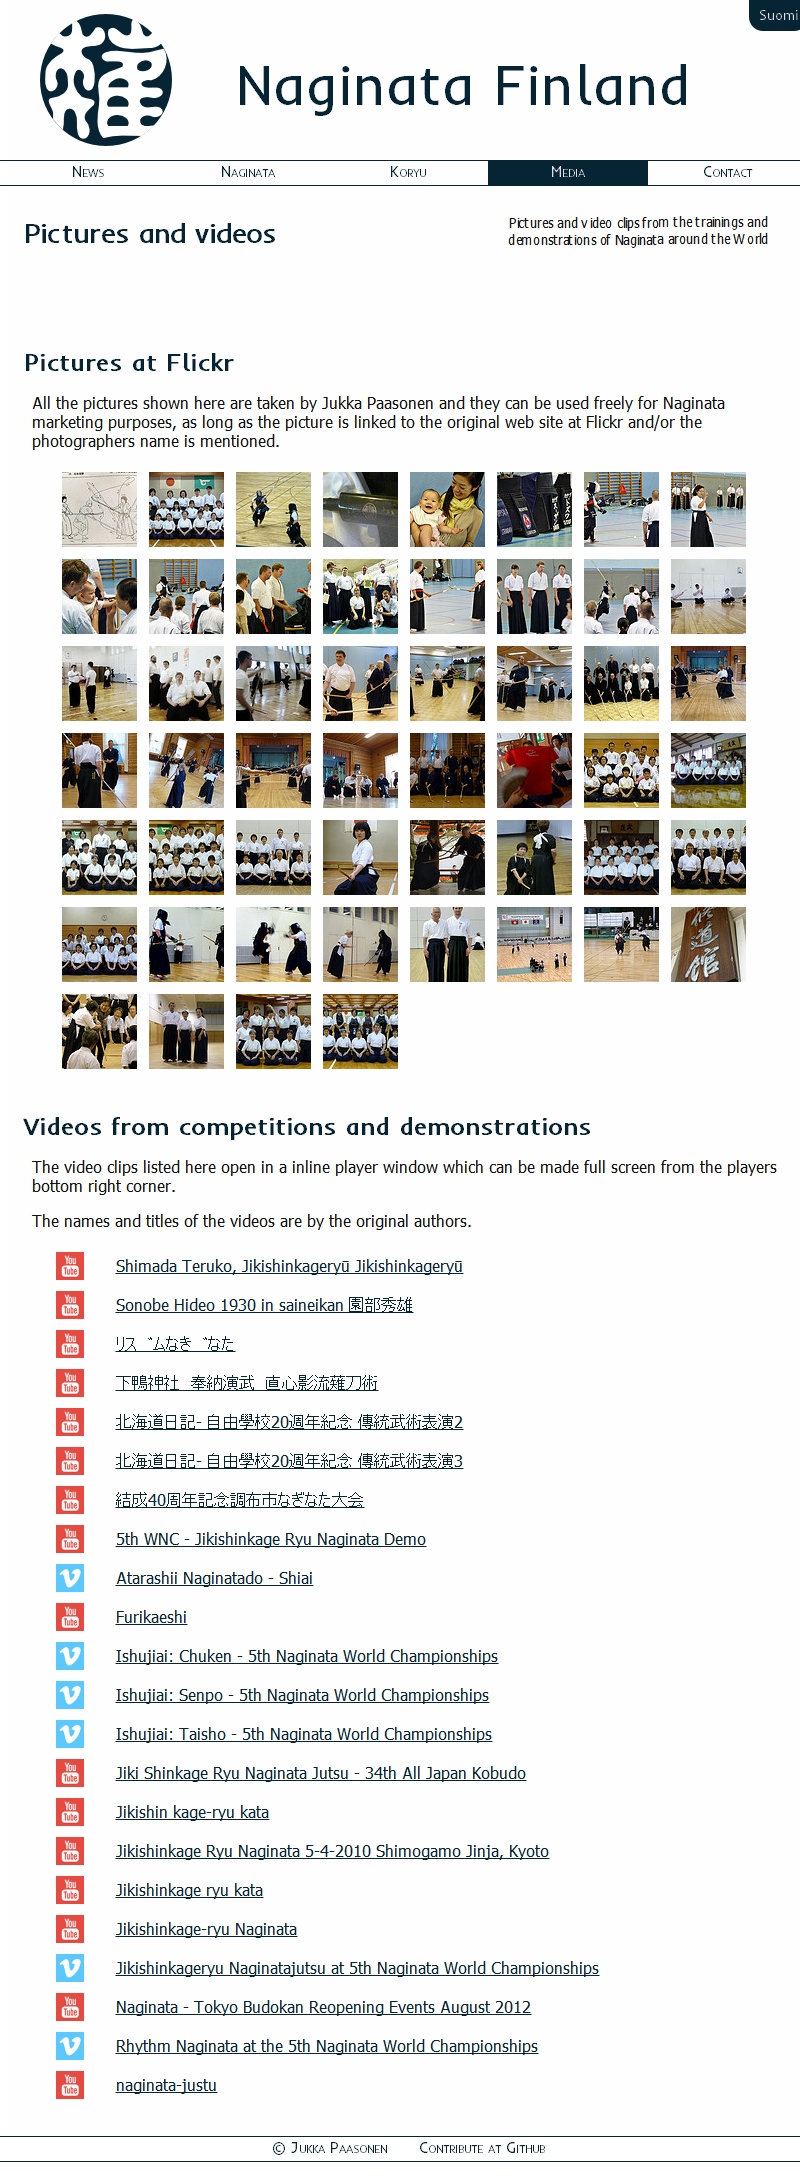 Suomi
Naginata Finland
News
Naginata
Koryu
Media
Contact
Pictures and videos
Pictures and video clips from the trainings and
demonstrations of Naginata around the World
Pictures at Flickr
All the pictures shown here are taken by Jukka Paasonen and they can be used freely for Naginata
marketing purposes, as long as the picture is linked to the original web site at Flickr and/or the
photographers name is mentioned.
Videos from competitions and demonstrations
The video clips listed here open in a inline player window which can be made full screen from the players
bottom right corner.
The names and titles of the videos are by the original authors.
You Tube Shimada Teruko, Jikishinkageryū Jikishinkageryū
You Tube Sonobe Hideo 1930 in saineikan 園部秀雄
You Tube リス゛ムなき゛なた
You Tube 下鴨神社　奉納演武　直心影流薙刀術
You Tube 北海道日記- 自由學校20週年紀念 傳統武術表演2
You Tube 北海道日記- 自由學校20週年紀念 傳統武術表演3
You Tube 結成40周年記念調布市なぎなた大会
You Tube 5th WNC - Jikishinkage Ryu Naginata Demo
Atarashii Naginatado - Shiai
You Tube Furikaeshi
Ishujiai: Chuken - 5th Naginata World Championships
Ishujiai: Senpo - 5th Naginata World Championships
Ishujiai: Taisho - 5th Naginata World Championships
You Tube Jiki Shinkage Ryu Naginata Jutsu - 34th All Japan Kobudo
You Tube Jikishin kage-ryu kata
You Tube Jikishinkage Ryu Naginata 5-4-2010 Shimogamo Jinja, Kyoto
You Tube Jikishinkage ryu kata
You Tube Jikishinkage-ryu Naginata
Jikishinkageryu Naginatajutsu at 5th Naginata World Championships
You Tube Naginata - Tokyo Budokan Reopening Events August 2012
Rhythm Naginata at the 5th Naginata World Championships
You Tube naginata-justu
© Jukka Paasonen
Contribute at Github